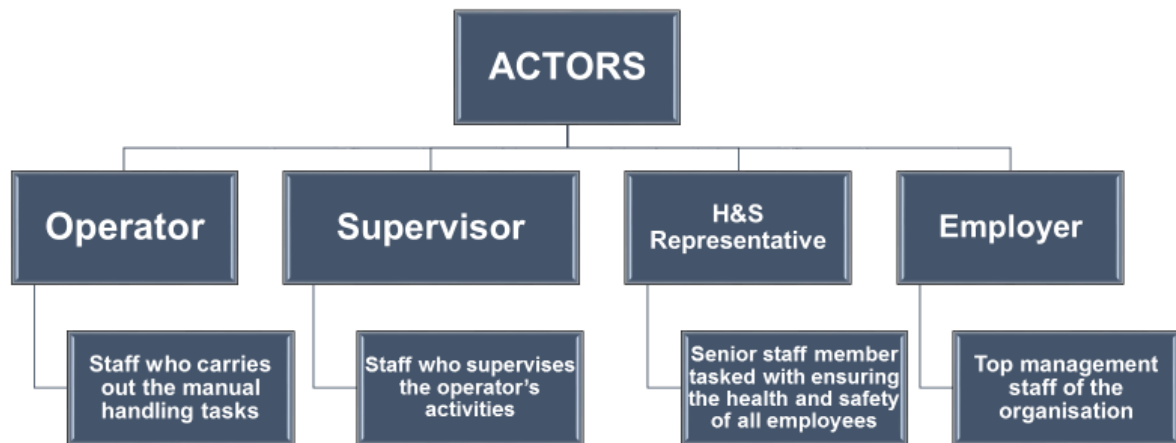 ACTORS
Operator
Supervisor
H&S
Representative
Employer
Staff who carries
out the manual
handling tasks
Staff who supervises
the operator's
activities
Senior staff member
tasked with ensuring
the health and safety
of all employees
Top management
staff of the
organisation